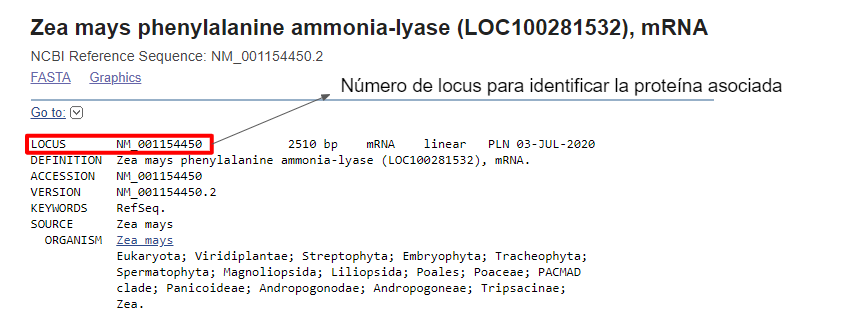 Zea mays phenylalanine ammonia-lyase (LOC100281532), mRNA
NCBI Reference Sequence: NM_001154450.2
FASTA Graphics
Número de locus para identificar la proteína asociada
Go to:
LOCUS NM_001154450 2510 bp mRNA linear PLN 03-JUL-2020
DEFINITION Zea mays phenylalanine ammonia-lyase (LOC100281532), mRNA.
ACCESSION NM_001154450
VERSION NM_001154450.2
KEYWORDS RefSeq.
SOURCE Zea mays
ORGANISM Zea mays
Eukaryota; Viridiplantae; Streptophyta; Embryophyta; Tracheophyta;
Spermatophyta; Magnoliopsida; Liliopsida; Poales; Poaceae; PACMAD
clade; Panicoideae; Andropogonodae; Andropogoneae; Tripsacinae;
Zea.